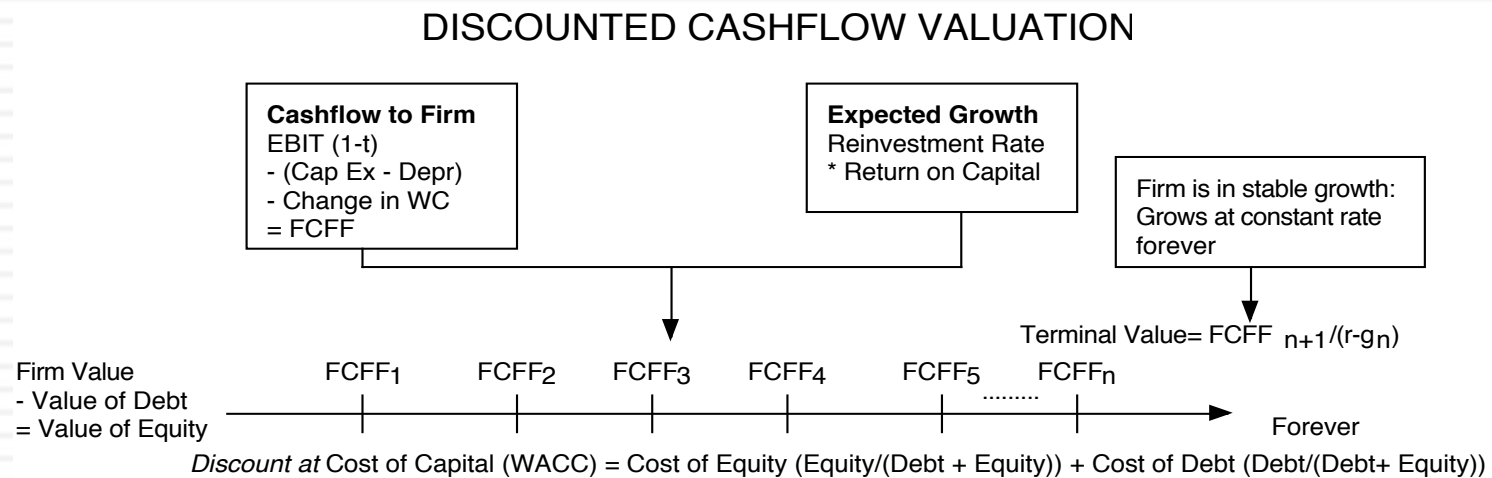 DISCOUNTED CASHFLOW VALUATION
Cashflow to Firm
EBIT (1-t)
- (Cap Ex - Depr)
- Change in WC
= FCFF
Expected Growth
Reinvestment Rate
* Return on Capital
Firm is in stable growth:
Grows at constant rate
forever
Terminal Value= FCFF n+1/(r-gn)
Firm Value
- Value of Debt
= Value of Equity
FCFF1 FCFF2 FCFF3 FCFF4 FCFF5 ......... FCFFn
Forever
Discount at Cost of Capital (WACC) = Cost of Equity (Equity/(Debt + Equity)) + Cost of Debt (Debt/(Debt+ Equity))